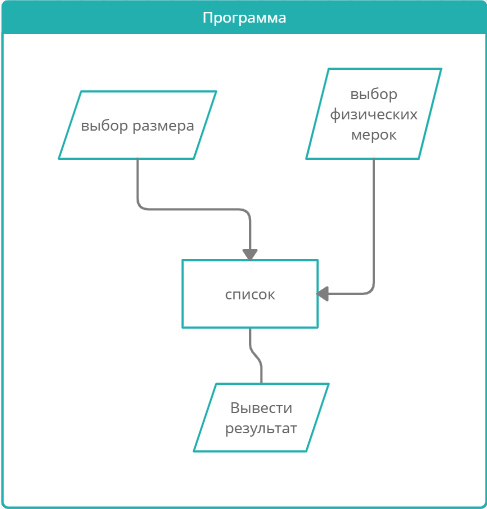 Программа
выбор размера
выбор
физических
мерок
список
Вывести
результат